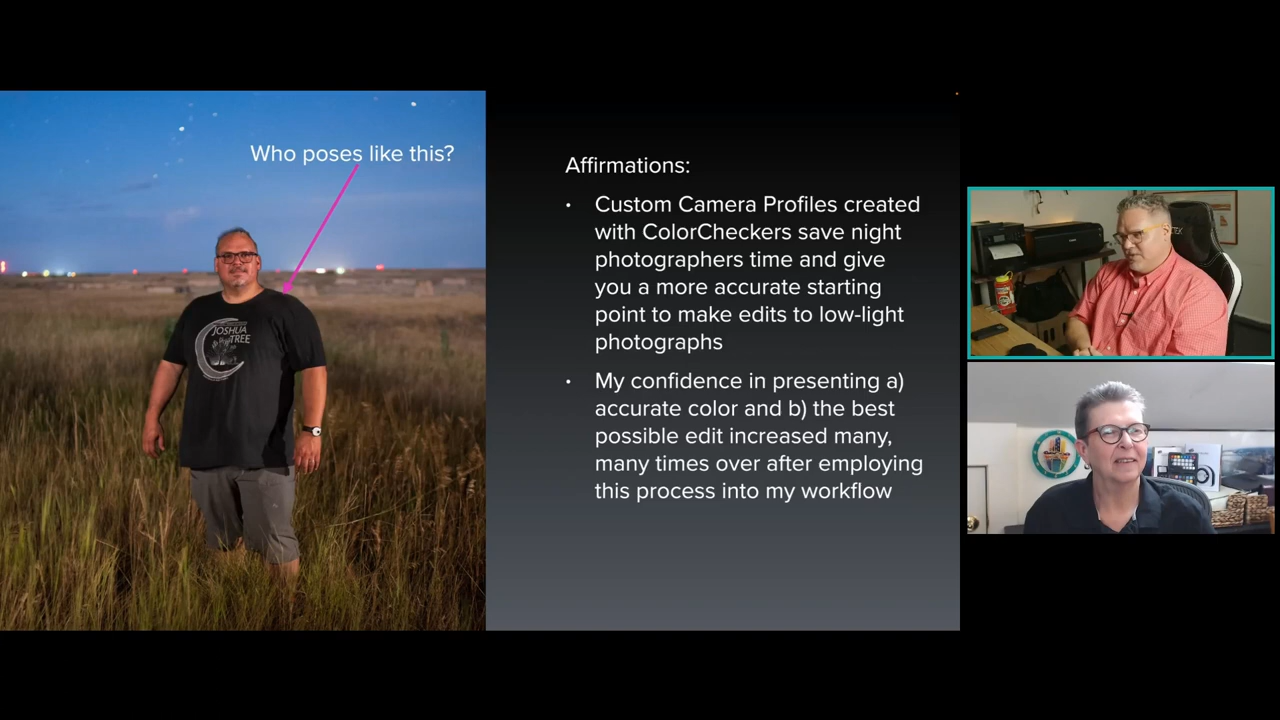 Who poses like this?
JOSHUA
TREE
Affirmations:
• Custom Camera Profiles created
with ColorCheckers save night
photographers time and give
you a more accurate starting
point to make edits to low-light
photographs
• My confidence in presenting a)
accurate color and b) the best
possible edit increased many,
many times over after employing
this process into my workflow